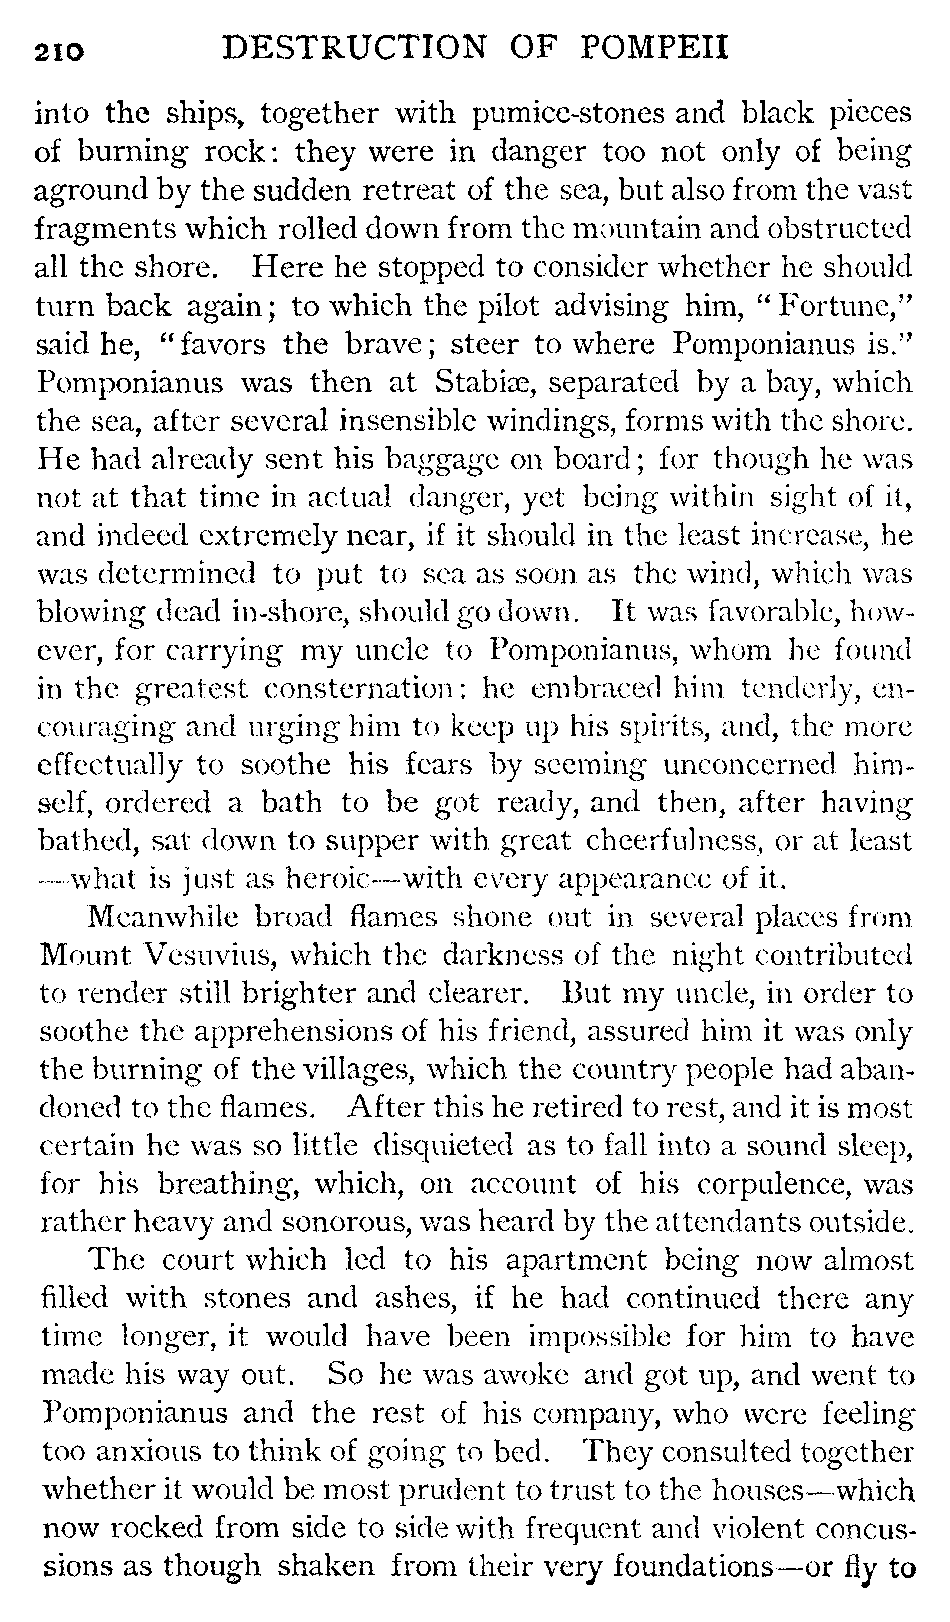 210 DESTRUCTION OF POMPEII
into the ships, together with pumice-stones and black pieces
of burning rock: they were in danger too not only of being
aground by the sudden retreat of the sea, but also from the vast
fragments which rolled down from the mountain and obstructed
all the shore. Here he stopped to consider whether he should
turn back again; to which the pilot advising him, “Fortune,”
said he, “favors the brave; steer to where Pomponianus is.”
Pomponianus was then at Stabiæ, separated by a bay, which
the sea, after several insensible windings, forms with the shore.
He had already sent his baggage on board; for though he was
not at that time in actual danger, yet being within sight of it,
and indeed extremely near, if it should in the least increase, he
was determined to put to sea as soon as the wind, which was
blowing dead in-shore, should go down. It was favorable, how-
ever, for carrying my uncle to Pomponianus, whom he found
in the greatest consternation: he embraced him tenderly, en-
couraging and urging him to keep up his spirits, and, the more
effectually to soothe his fears by seeming unconcerned him-
self, ordered a bath to be got ready, and then, after having
bathed, sat down to supper with great cheerfulness, or at least
—what is just as heroic—with every appearance of it.
Meanwhile broad flames shone out in several places from
Mount Vesuvius, which the darkness of the night contributed
to render still brighter and clearer. But my uncle, in order to
soothe the apprehensions of his friend, assured him it was only
the burning of the villages, which the country people had aban-
doned to the flames. After this he retired to rest, and it is most
certain he was so little disquieted as to fall into a sound sleep,
for his breathing, which, on account of his corpulence, was
rather heavy and sonorous, was heard by the attendants outside.
The court which led to his apartment being now almost
filled with stones and ashes, if he had continued there any
time longer, it would have been impossible for him to have
made his way out. So he was awoke and got up, and went to
Pomponianus and the rest of his company, who were feeling
too anxious to think of going to bed. They consulted together
whether it would be most prudent to trust to the houses—which
now rocked from side to side with frequent and violent concus-
sions as though shaken from their very foundations—or fly to